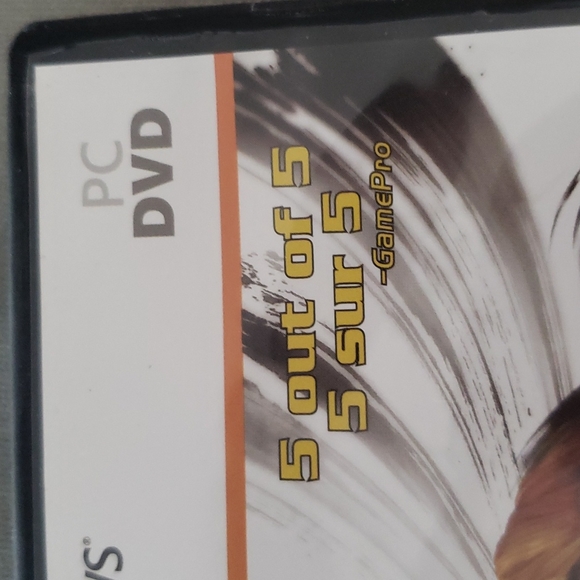 PC
DVD
5 out of 5
5 sur 5
-GamePro